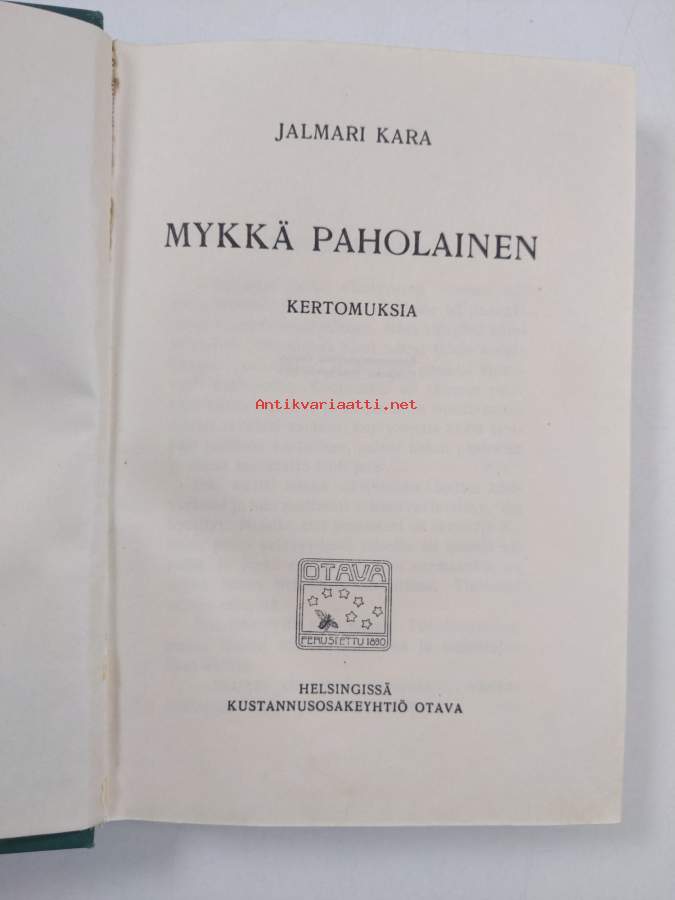 JALMARI KARA
MYKKÄ PAHOLAINEN
KERTOMUKSIA
Antikvariaatti.net
OTAVA
PERUSTETTU 1890
HELSINGISSÄ
KUSTANNUSOSAKEYHTIÖ OTAVA